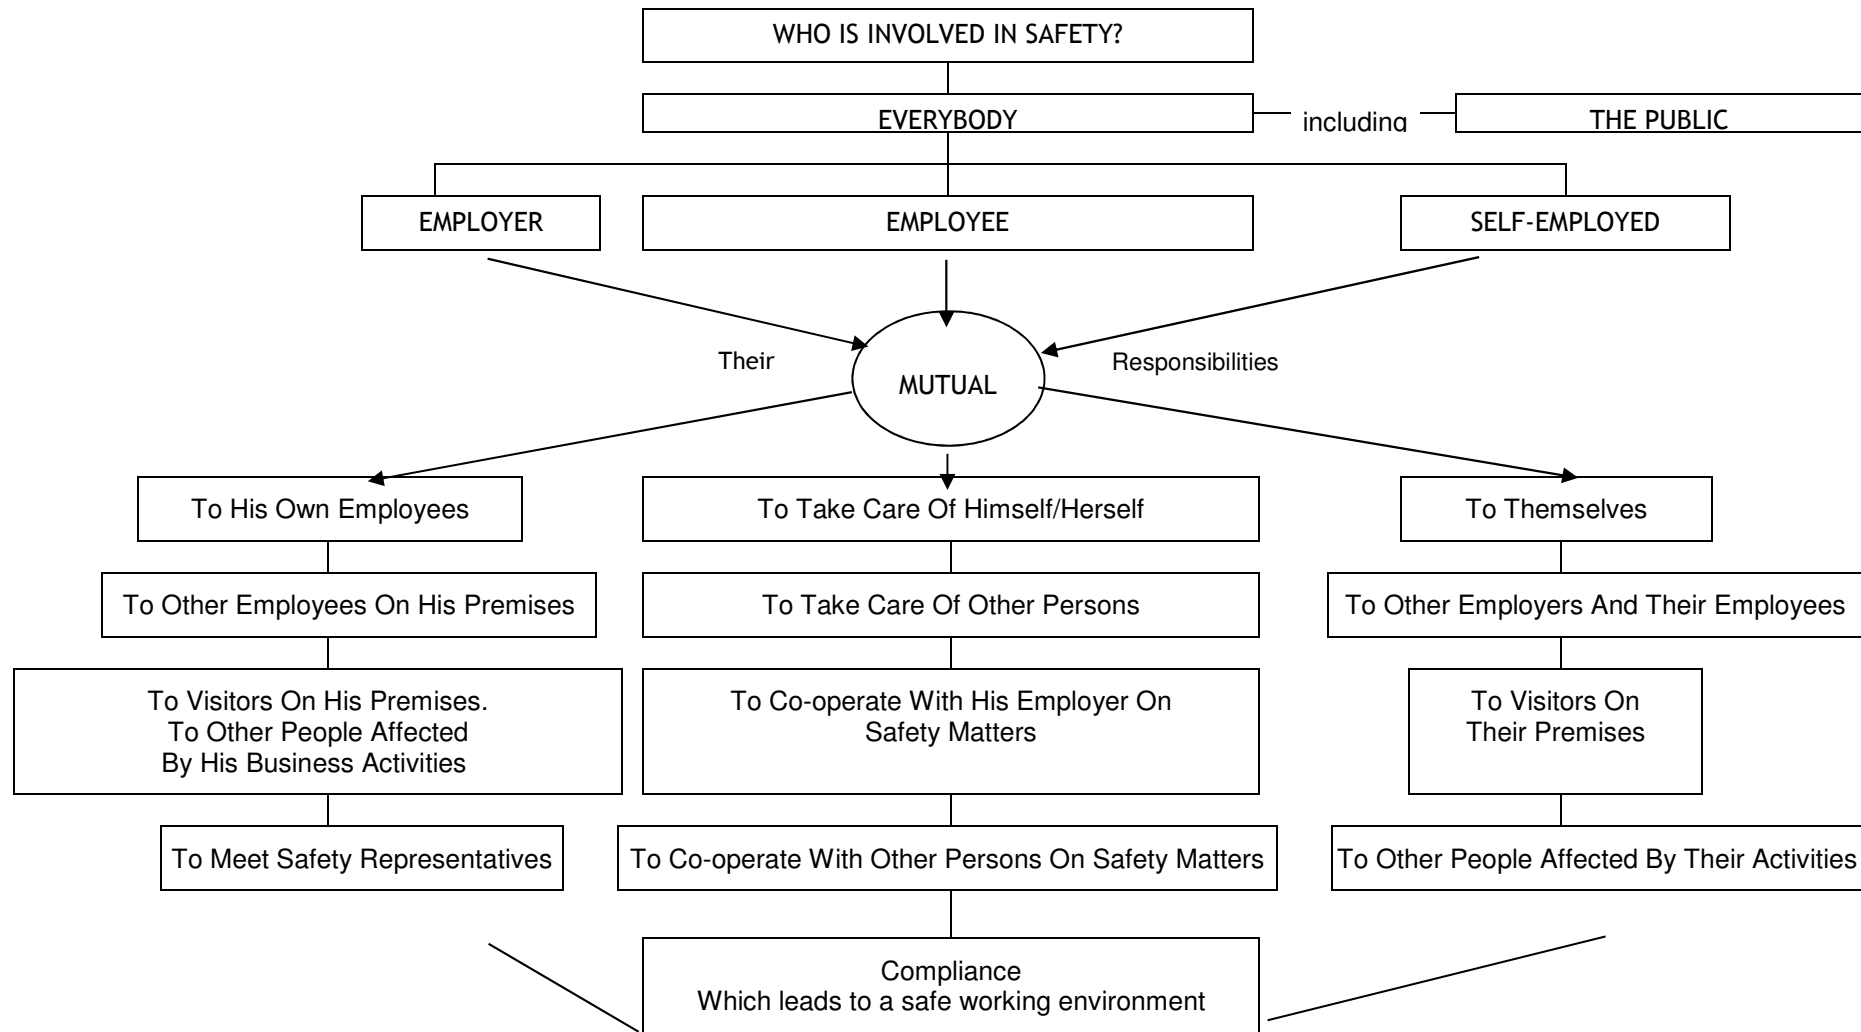 WHO IS INVOLVED IN SAFETY?
EVERYBODY
including
THE PUBLIC
EMPLOYER
EMPLOYEE
SELF-EMPLOYED
Their
MUTUAL
Responsibilities
To His Own Employees
To Take Care Of Himself/Herself
To Themselves
To Other Employees On His Premises
To Take Care Of Other Persons
To Other Employers And Their Employees
To Visitors On His Premises.
To Other People Affected
By His Business Activities
To Co-operate With His Employer On
Safety Matters
To Visitors On
Their Premises
To Meet Safety Representatives
To Co-operate With Other Persons On Safety Matters
To Other People Affected By Their Activities
Compliance
Which leads to a safe working environment